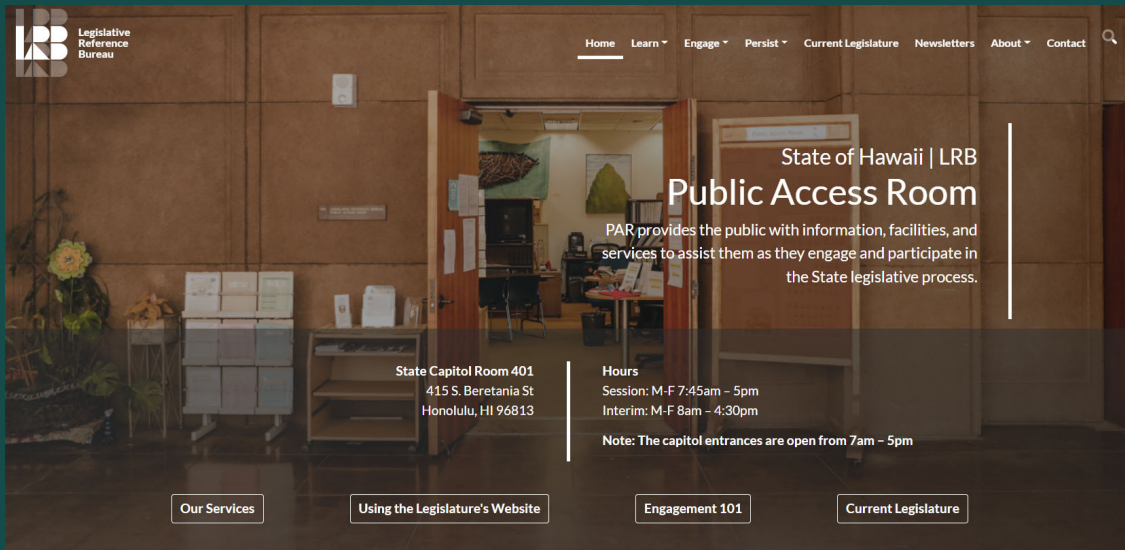 LRB
Legislative
Reference
Bureau
Home Learn Engage Persist Current Legislature Newsletters About Contact
State of Hawaii | LRB
Public Access Room
PAR provides the public with information, facilities, and
services to assist them as they engage and participate in
the State legislative process.
State Capitol Room 401
415 S. Beretania St
Honolulu, HI 96813
Hours
Session: M-F 7:45am – 5pm
Interim: M-F 8am – 4:30pm
Note: The capitol entrances are open from 7am – 5pm
Our Services
Using the Legislature's Website
Engagement 101
Current Legislature